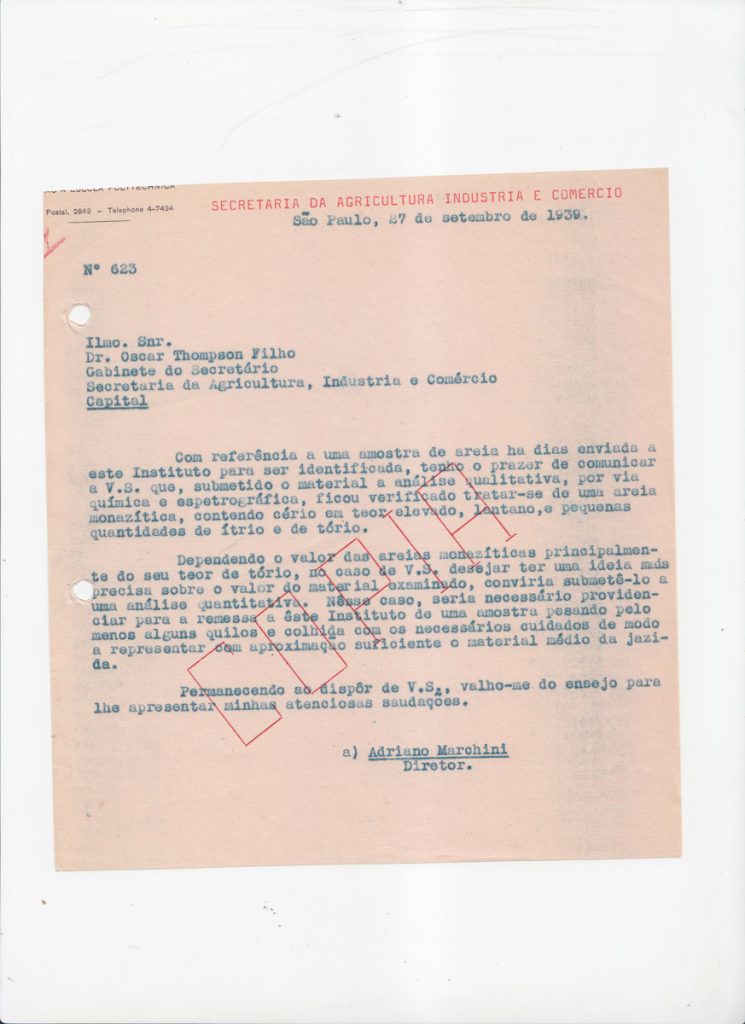 A ESCOLA POLYTECHNICA
Postal, 2843 — Telephone 4-7424
SECRETARIA DA AGRICULTURA INDUSTRIA E COMERCIO
São Paulo, 27 de setembro de 1939.
Nº 623
Ilmo. Snr.
Dr. Oscar Thompson Filho
Gabinete do Secretário
Secretaria da Agricultura, Industria e Comércio
Capital
Com referência a uma amostra de areia ha dias enviada a
este Instituto para ser identificada, tenho o prazer de comunicar
a V.S. que, submetido o material a análise qualitativa, por via
química e espetrográfica, ficou verificado tratar-se de uma areia
monazítica, contendo cério em teor elevado, lantano,e pequenas
quantidades de ítrio e de tório.
Dependendo o valor das areias monazíticas principalmen-
te do seu teor de tório, no caso de V.S. desejar ter uma ideia mais
precisa sobre o valor do material examinado, conviria submetê-lo a
uma análise quantitativa. Nêsse caso, seria necessário providen-
ciar para a remessa a êste Instituto de uma amostra pesando pelo
menos alguns quilos e colhida com os necessários cuidados de modo
a representar com aproximação suficiente o material médio da jazi-
da.
Permanecendo ao dispôr de V.S., valho-me do ensejo para
lhe apresentar minhas atenciosas saudações.
a) Adriano Marchini
Diretor.
COPIA